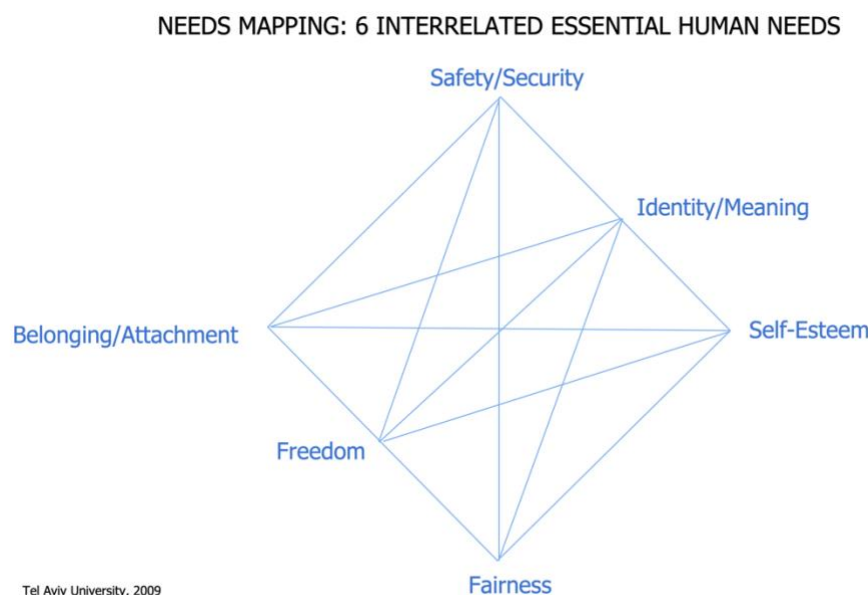 NEEDS MAPPING: 6 INTERRELATED ESSENTIAL HUMAN NEEDS
Safety/Security
Identity/Meaning
Belonging/Attachment
Self-Esteem
Freedom
Fairness
Tel Aviv University, 2009